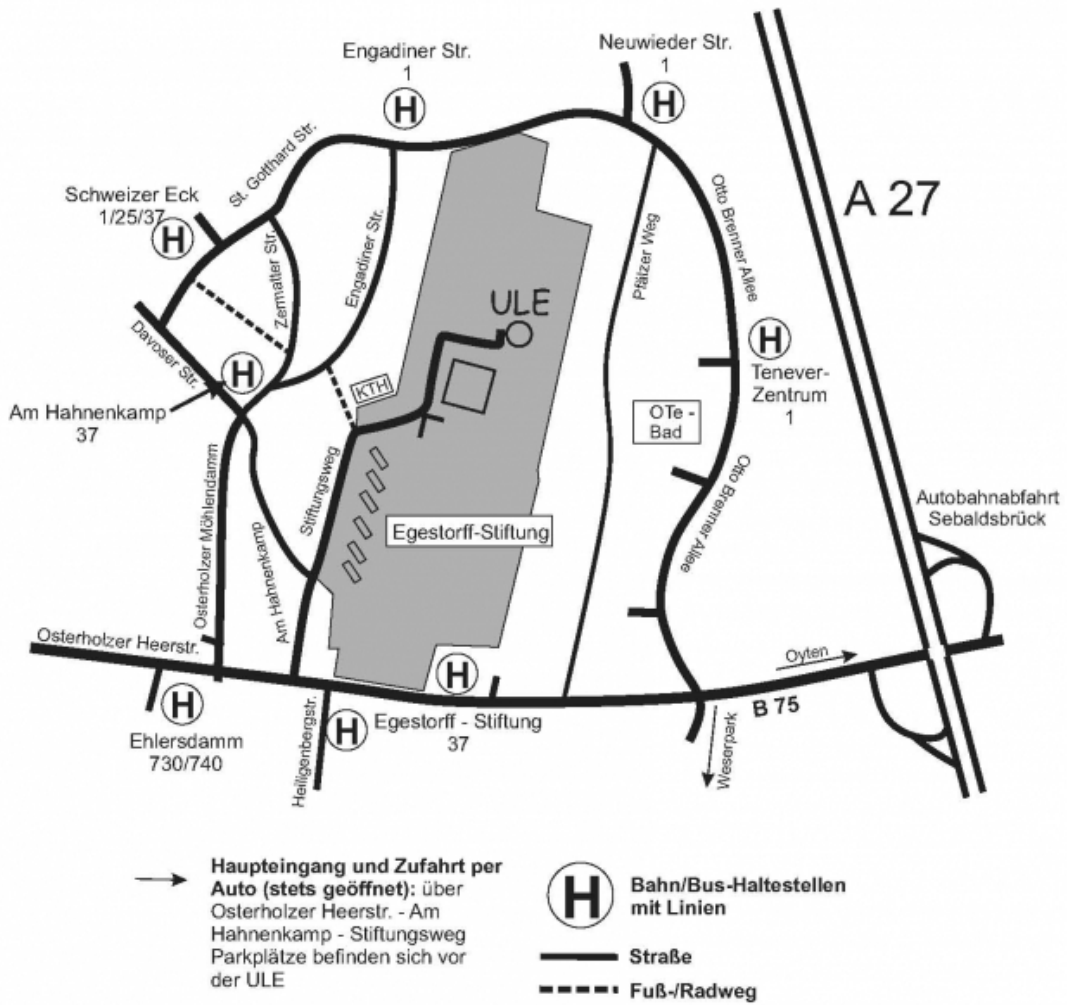 Engadiner Str.
1
H
Neuwieder Str.
1
H
St. Gotthard Str.
Schweizer Eck
1/25/37
H
Zermatter Str.
Engadiner Str.
Otto Brenner Allee
A 27
Pfälzer Weg
ULE
H
Tenever-
Zentrum
1
Davoser Str.
H
Am Hahnenkamp
37
KTH
OTe -
Bad
Stiftungsweg
Otto Brenner Allee
Autobahnabfahrt
Sebaldsbrück
Egestorff-Stiftung
Osterholzer Möhlendamm
Am Hahnenkamp
Osterholzer Heerstr.
H
Oyten
B 75
H
Ehlersdamm
730/740
Heiligenbergstr.
H
Egestorff - Stiftung
37
Weserpark
Haupteingang und Zufahrt per
Auto (stets geöffnet): über
Osterholzer Heerstr. - Am
Hahnenkamp - Stiftungsweg
Parkplätze befinden sich vor
der ULE
H
Bahn/Bus-Haltestellen
mit Linien
Straße
Fuß-/Radweg